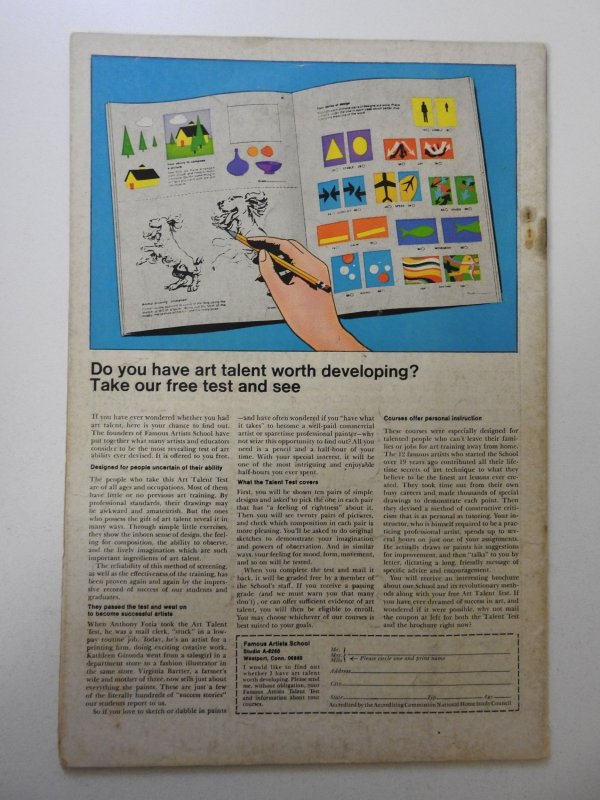 Do you have art talent worth developing?
Take our free test and see
If you have ever wondered whether you had
art talent, here is your chance to find out.
The founders of Famous Artists School have
put together what many artists and educators
consider to be the most revealing test of art
ability ever devised. It is offered to you free.
Designed for people uncertain of their ability
The people who take this Art Talent Test
are of all ages and occupations. Most of them
have little or no previous art training. By
professional standards, their drawings may
be awkward and amateurish. But the ones
who possess the gift of art talent reveal it in
many ways. Through simple little exercises,
they show the inborn sense of design, the feel-
ing for composition, the ability to observe,
and the lively imagination which are such
important ingredients of art talent.
The reliability of this method of screening,
as well as the effectiveness of the training, has
been proven again and again by the impres-
sive record of success of our students and
graduates.
They passed the test and went on
to become successful artists
When Anthony Fotia took the Art Talent
Test, he was a mail clerk, "stuck" in a low-
pay routine job. Today, he's an artist for a
printing firm, doing exciting creative work.
Kathleen Gironda went from a salesgirl in a
department store to a fashion illustrator in
the same store. Virginia Bartter, a farmer's
wife and mother of three, now sells just about
everything she paints. These are just a few
of the literally hundreds of "success stories"
our students report to us.
So if you love to sketch or dabble in paints
—and have often wondered if you "have what
it takes" to become a well-paid commercial
artist or sparetime professional painter—why
not seize this opportunity to find out? All you
need is a pencil and a half-hour of your
time. With your special interest, it will be
one of the most intriguing and enjoyable
half-hours you ever spent.
What the Talent Test covers
First, you will be shown ten pairs of simple
designs and asked to pick the one in each pair
that has "a feeling of rightness" about it.
Then you will see twenty pairs of pictures,
and check which composition in each pair is
more pleasing. You'll be asked to do original
sketches to demonstrate your imagination
and powers of observation. And in similar
ways, your feeling for mood, form, movement,
and so on will be tested.
When you complete the test and mail it
back, it will be graded free by a member of
the School's staff. If you receive a passing
grade (and we must warn you that many
don't), or can offer sufficient evidence of art
talent, you will then be eligible to enroll.
You may choose whichever of our courses is
best suited to your goals.
Courses offer personal instruction
These courses were especially designed for
talented people who can't leave their fami-
lies or jobs for art training away from home.
The 12 famous artists who started the School
over 19 years ago contributed all their life-
time secrets of art technique to what they
believe to be the finest art lessons ever cre-
ated. They took time out from their own
busy careers and made thousands of special
drawings to demonstrate each point. Then
they devised a method of constructive criti-
cism that is as personal as tutoring. Your in-
structor, who is himself required to be a prac-
ticing professional artist, spends up to sev-
eral hours on just one of your assignments.
He actually draws or paints his suggestions
for improvement, and then "talks" to you by
letter, dictating a long, friendly message of
specific advice and encouragement.
You will receive an interesting brochure
about our School and its revolutionary meth-
ods along with your free Art Talent Test. If
you have ever dreamed of success in art, and
wondered if it were possible, why not mail
the coupon at left for both the Talent Test
and the brochure right now?
Famous Artists School
Studio A-8260
Westport, Conn. 06880
I would like to find out
whether I have art talent
worth developing. Please send
me, without obligation, your
Famous Artists Talent Test
and information about your
courses.
Mr.
Mrs.
Miss
Please circle one and print name
Address
City
State Zip Age
Accredited by the Accrediting Commission National Home Study Council